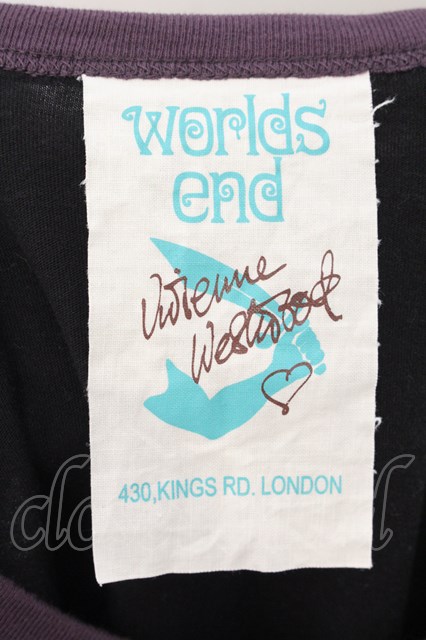 worlds
end
Vivienne
Westwood
430,KINGS RD. LONDON